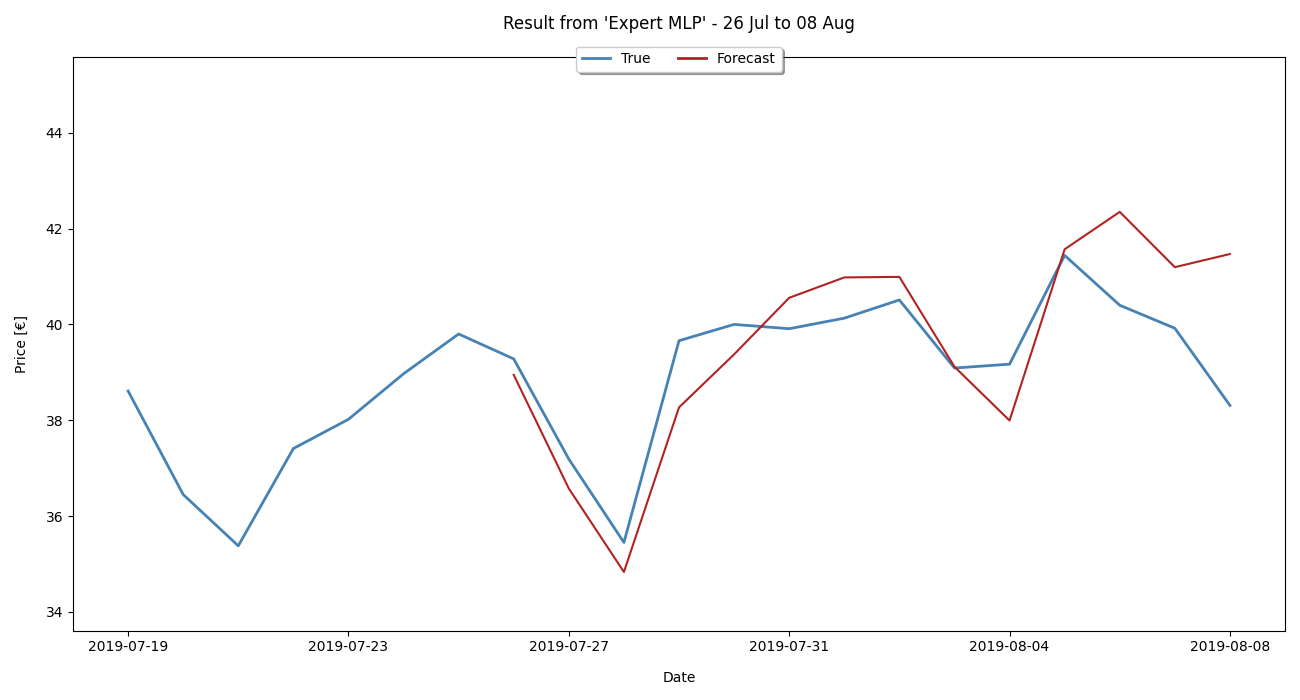 Result from 'Expert MLP' - 26 Jul to 08 Aug
True Forecast
44
42
40
38
36
34
Price [€]
2019-07-19 2019-07-23 2019-07-27 2019-07-31 2019-08-04 2019-08-08
Date